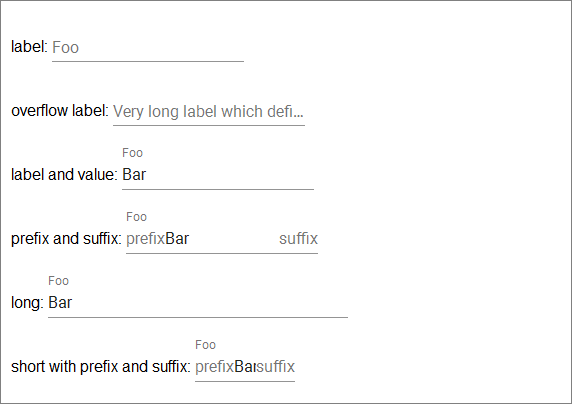 label: Foo
overflow label: Very long label which defi...
Foo
label and value: Bar
Foo
prefix and suffix: prefixBar suffix
Foo
long: Bar
Foo
short with prefix and suffix: prefixBarsuffix